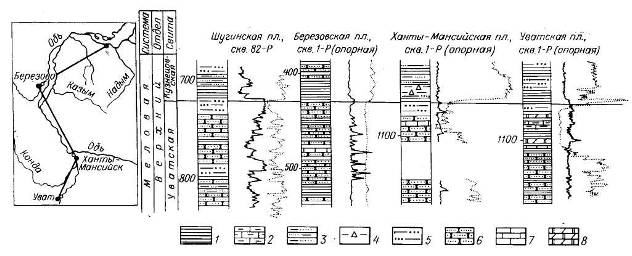 Обь
Березово
Казым
Надым
Обь
Конда
Ханты-
Мансийск
Уват
Система
Отдел
Свита
Меловая
Верхний
Кузнецов-
ская
Уватская
Шугинская пл.,
скв. 82-Р
700
800
Березовская пл.,
скв. 1-Р (опорная)
400
500
Ханты-Мансийская пл.,
скв. 1-Р (опорная)
1100
Уватская пл.,
скв. 1-Р (опорная)
1100
1 2 3 4 5 6 7 8